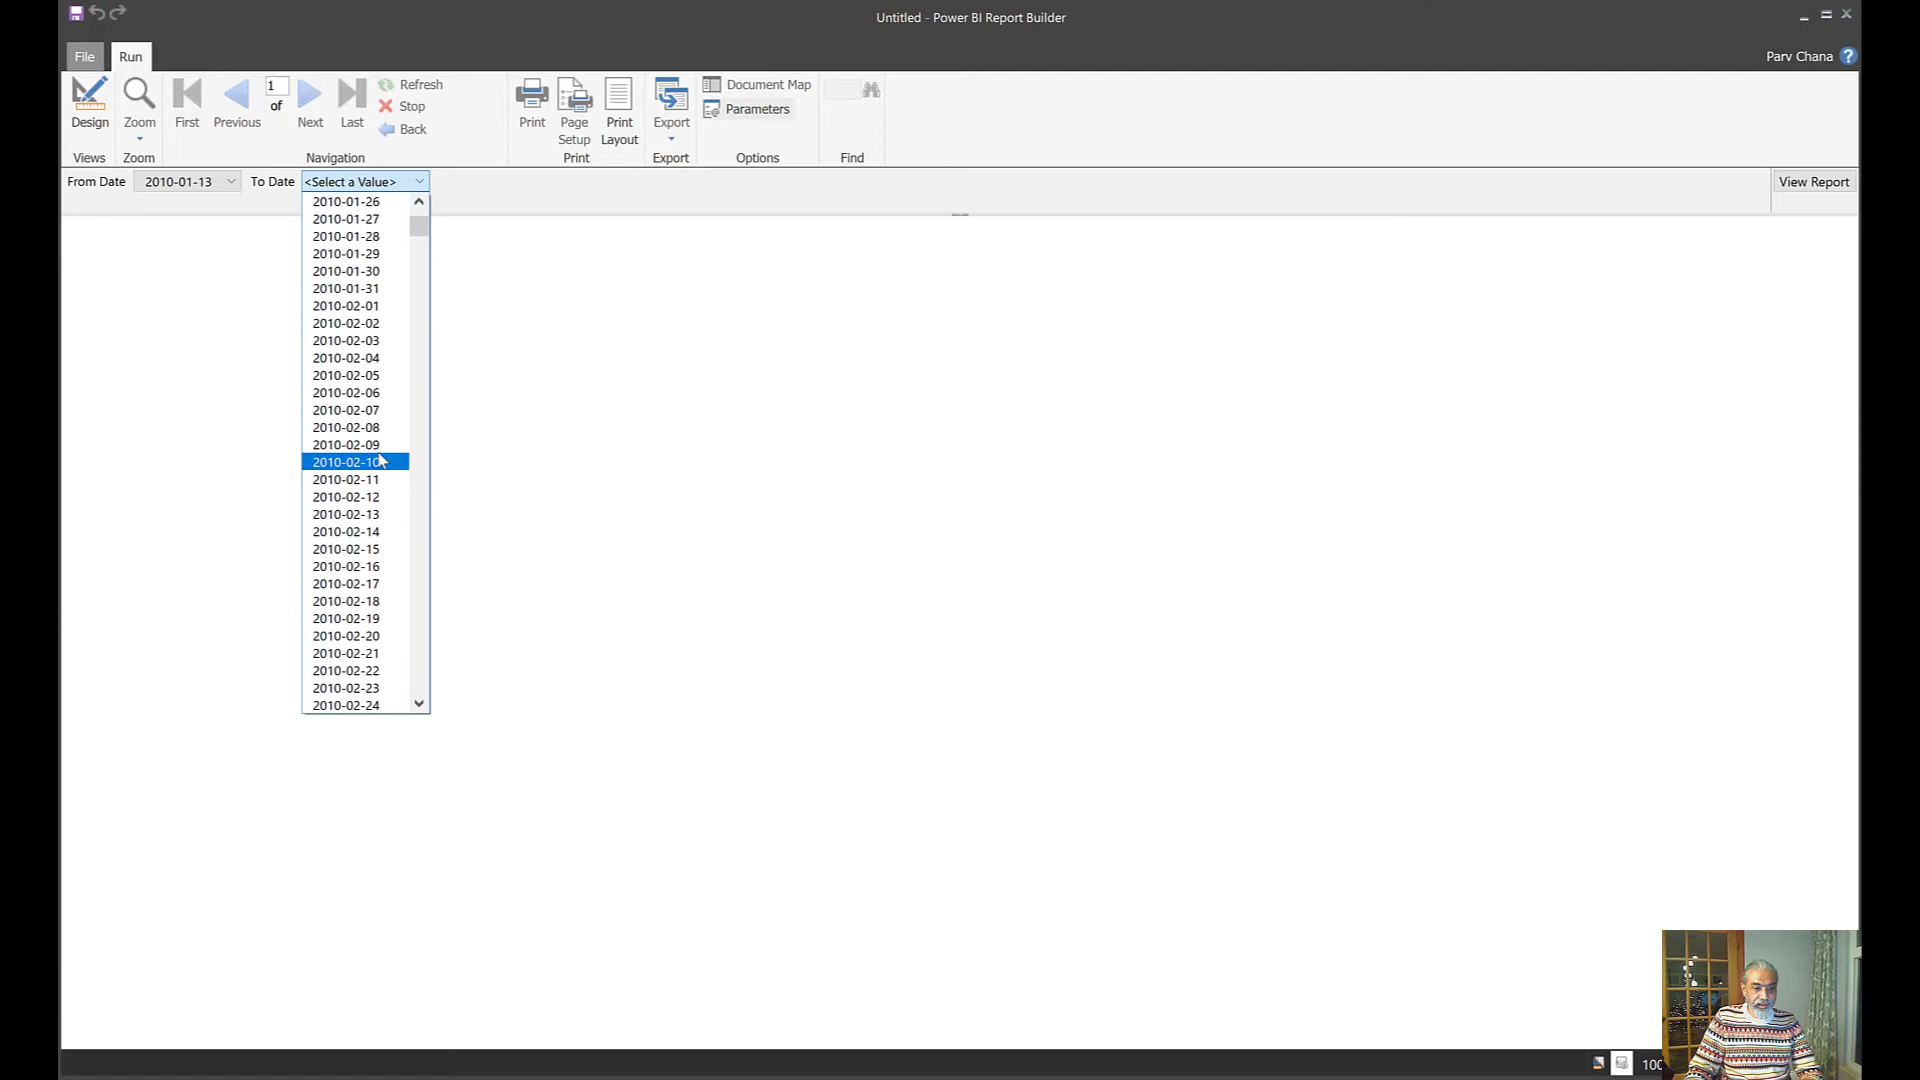 Untitled - Power BI Report Builder
File Run Parv Chana ?
Design
Views
Zoom
Zoom
First Previous 1 of Next Last
Refresh
Stop
Back
Navigation
Print Page Setup Print Layout
Print
Export
Export
Document Map
Parameters
Options
Find
From Date 2010-01-13 To Date <Select a Value> View Report
2010-01-26
2010-01-27
2010-01-28
2010-01-29
2010-01-30
2010-01-31
2010-02-01
2010-02-02
2010-02-03
2010-02-04
2010-02-05
2010-02-06
2010-02-07
2010-02-08
2010-02-09
2010-02-10
2010-02-11
2010-02-12
2010-02-13
2010-02-14
2010-02-15
2010-02-16
2010-02-17
2010-02-18
2010-02-19
2010-02-20
2010-02-21
2010-02-22
2010-02-23
2010-02-24
100